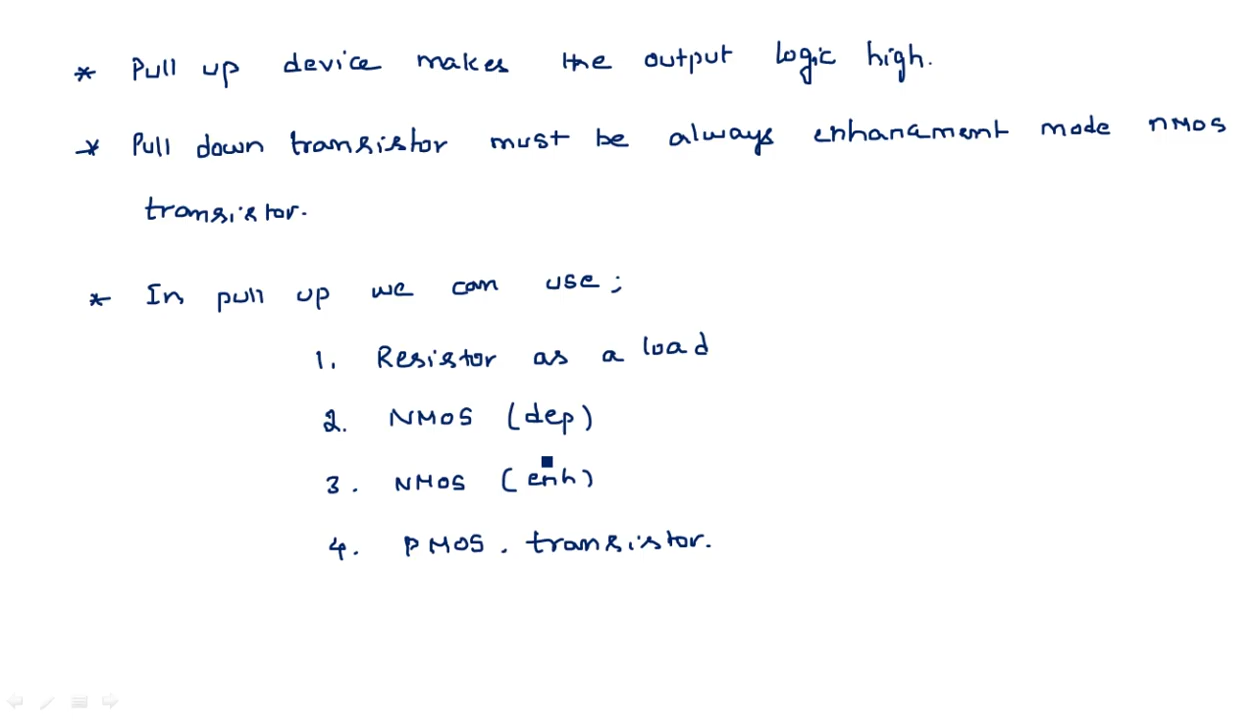 * Pull up device makes the output logic high.
* Pull down transistor must be always enhanament mode nMOS
transistor.
* In pull up we can use;
1. Resistor as a load
2. NMOS (dep)
3. NMOS (enh)
4. PMOS. transistor.